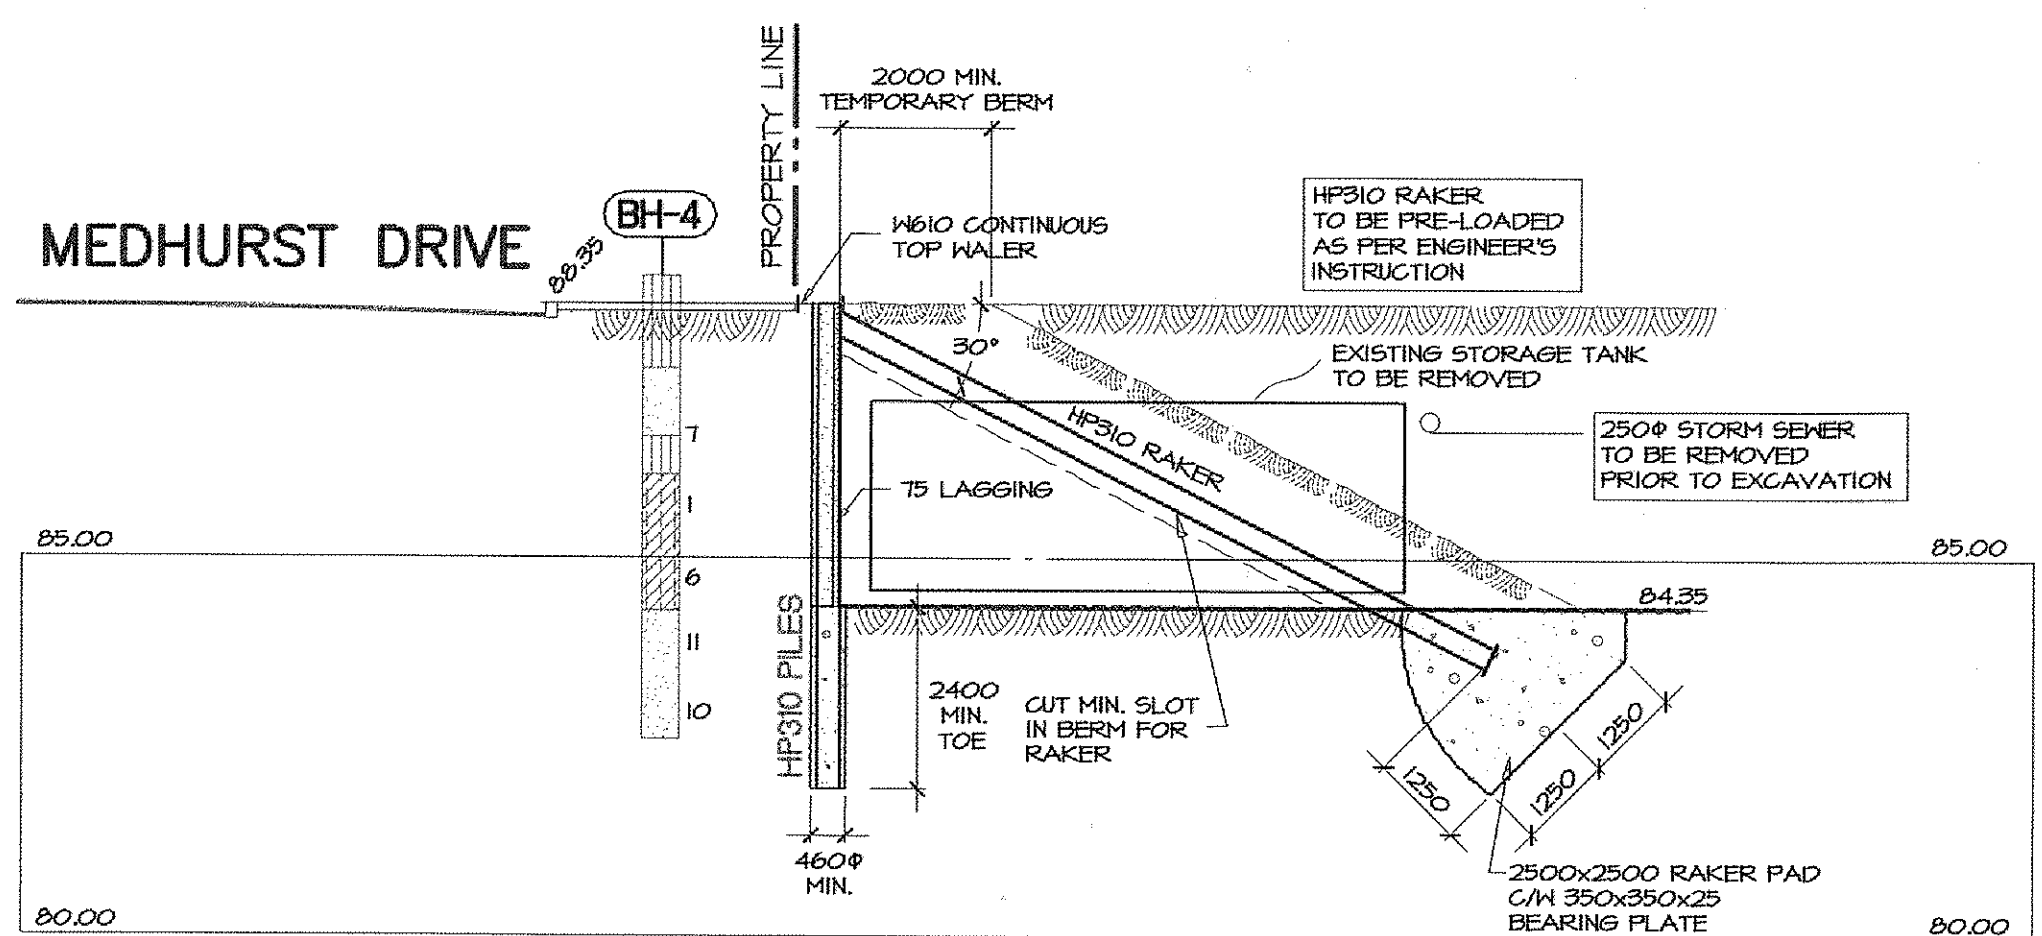 PROPERTY LINE
2000 MIN.
TEMPORARY BERM
MEDHURST DRIVE
88.35
BH-4
W610 CONTINUOUS
TOP WALER
HP310 RAKER
TO BE PRE-LOADED
AS PER ENGINEER'S
INSTRUCTION
30°
EXISTING STORAGE TANK
TO BE REMOVED
HP310 RAKER
250Φ STORM SEWER
TO BE REMOVED
PRIOR TO EXCAVATION
7
1
6
11
10
75 LAGGING
85.00
85.00
84.35
HP310 PILES
2400
MIN.
TOE
CUT MIN. SLOT
IN BERM FOR
RAKER
1250
1250
1250
460Φ
MIN.
2500x2500 RAKER PAD
C/W 350x350x25
BEARING PLATE
80.00
80.00